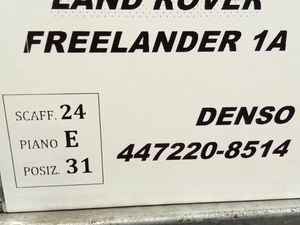 LAND ROVER
FREELANDER 1A
SCAFF. 24
PIANO E
POSIZ. 31
DENSO
447220-8514